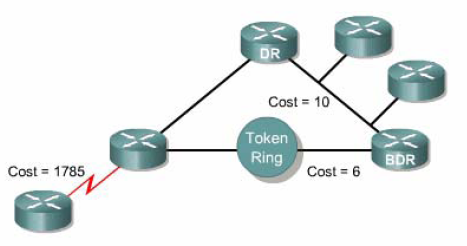 DR
Cost = 10
Token
Ring
Cost = 1785
Cost = 6
BDR